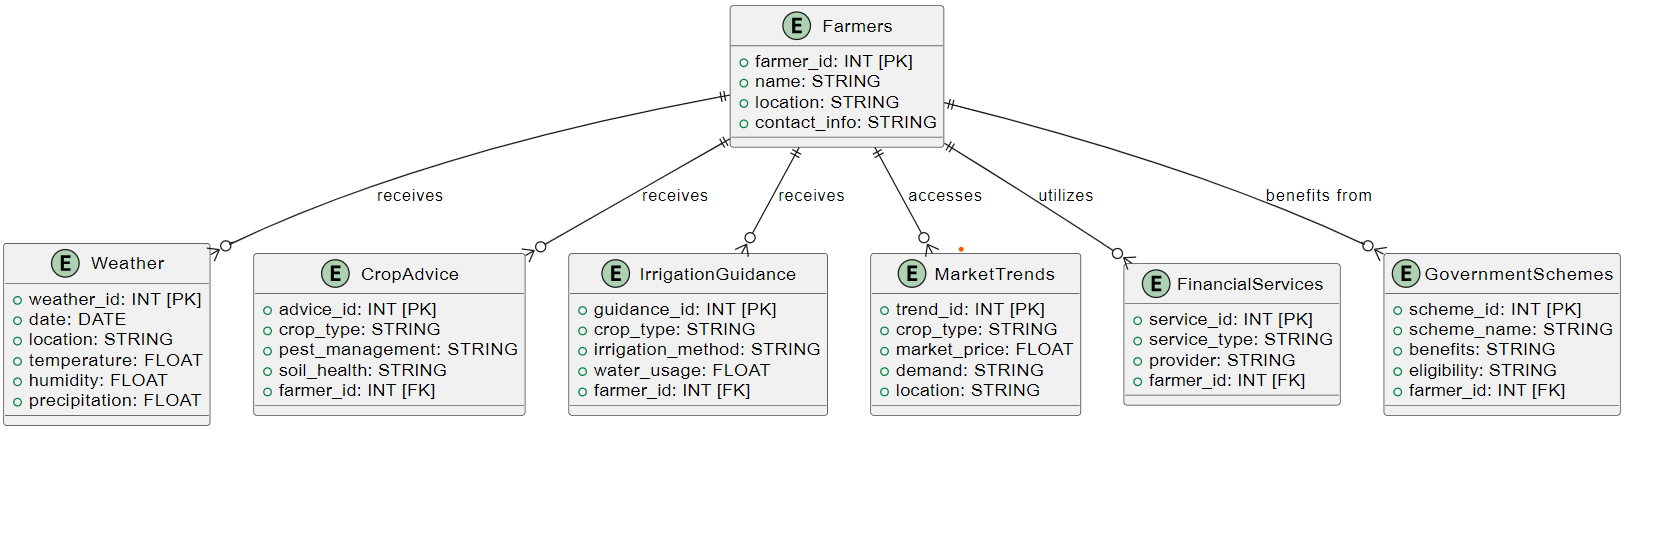 E Farmers
farmer_id: INT [PK]
name: STRING
location: STRING
contact_info: STRING
receives
receives
receives
accesses
utilizes
benefits from
E Weather
weather_id: INT [PK]
date: DATE
location: STRING
temperature: FLOAT
humidity: FLOAT
precipitation: FLOAT
E CropAdvice
advice_id: INT [PK]
crop_type: STRING
pest_management: STRING
soil_health: STRING
farmer_id: INT [FK]
E IrrigationGuidance
guidance_id: INT [PK]
crop_type: STRING
irrigation_method: STRING
water_usage: FLOAT
farmer_id: INT [FK]
E MarketTrends
trend_id: INT [PK]
crop_type: STRING
market_price: FLOAT
demand: STRING
location: STRING
E FinancialServices
service_id: INT [PK]
service_type: STRING
provider: STRING
farmer_id: INT [FK]
E GovernmentSchemes
scheme_id: INT [PK]
scheme_name: STRING
benefits: STRING
eligibility: STRING
farmer_id: INT [FK]